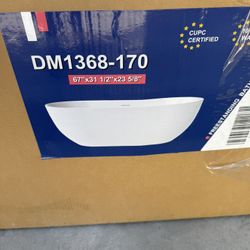 DM1368-170
67"x31 1/2"x23 5/8"
CUPC
CERTIFIED
FREESTANDING BAT